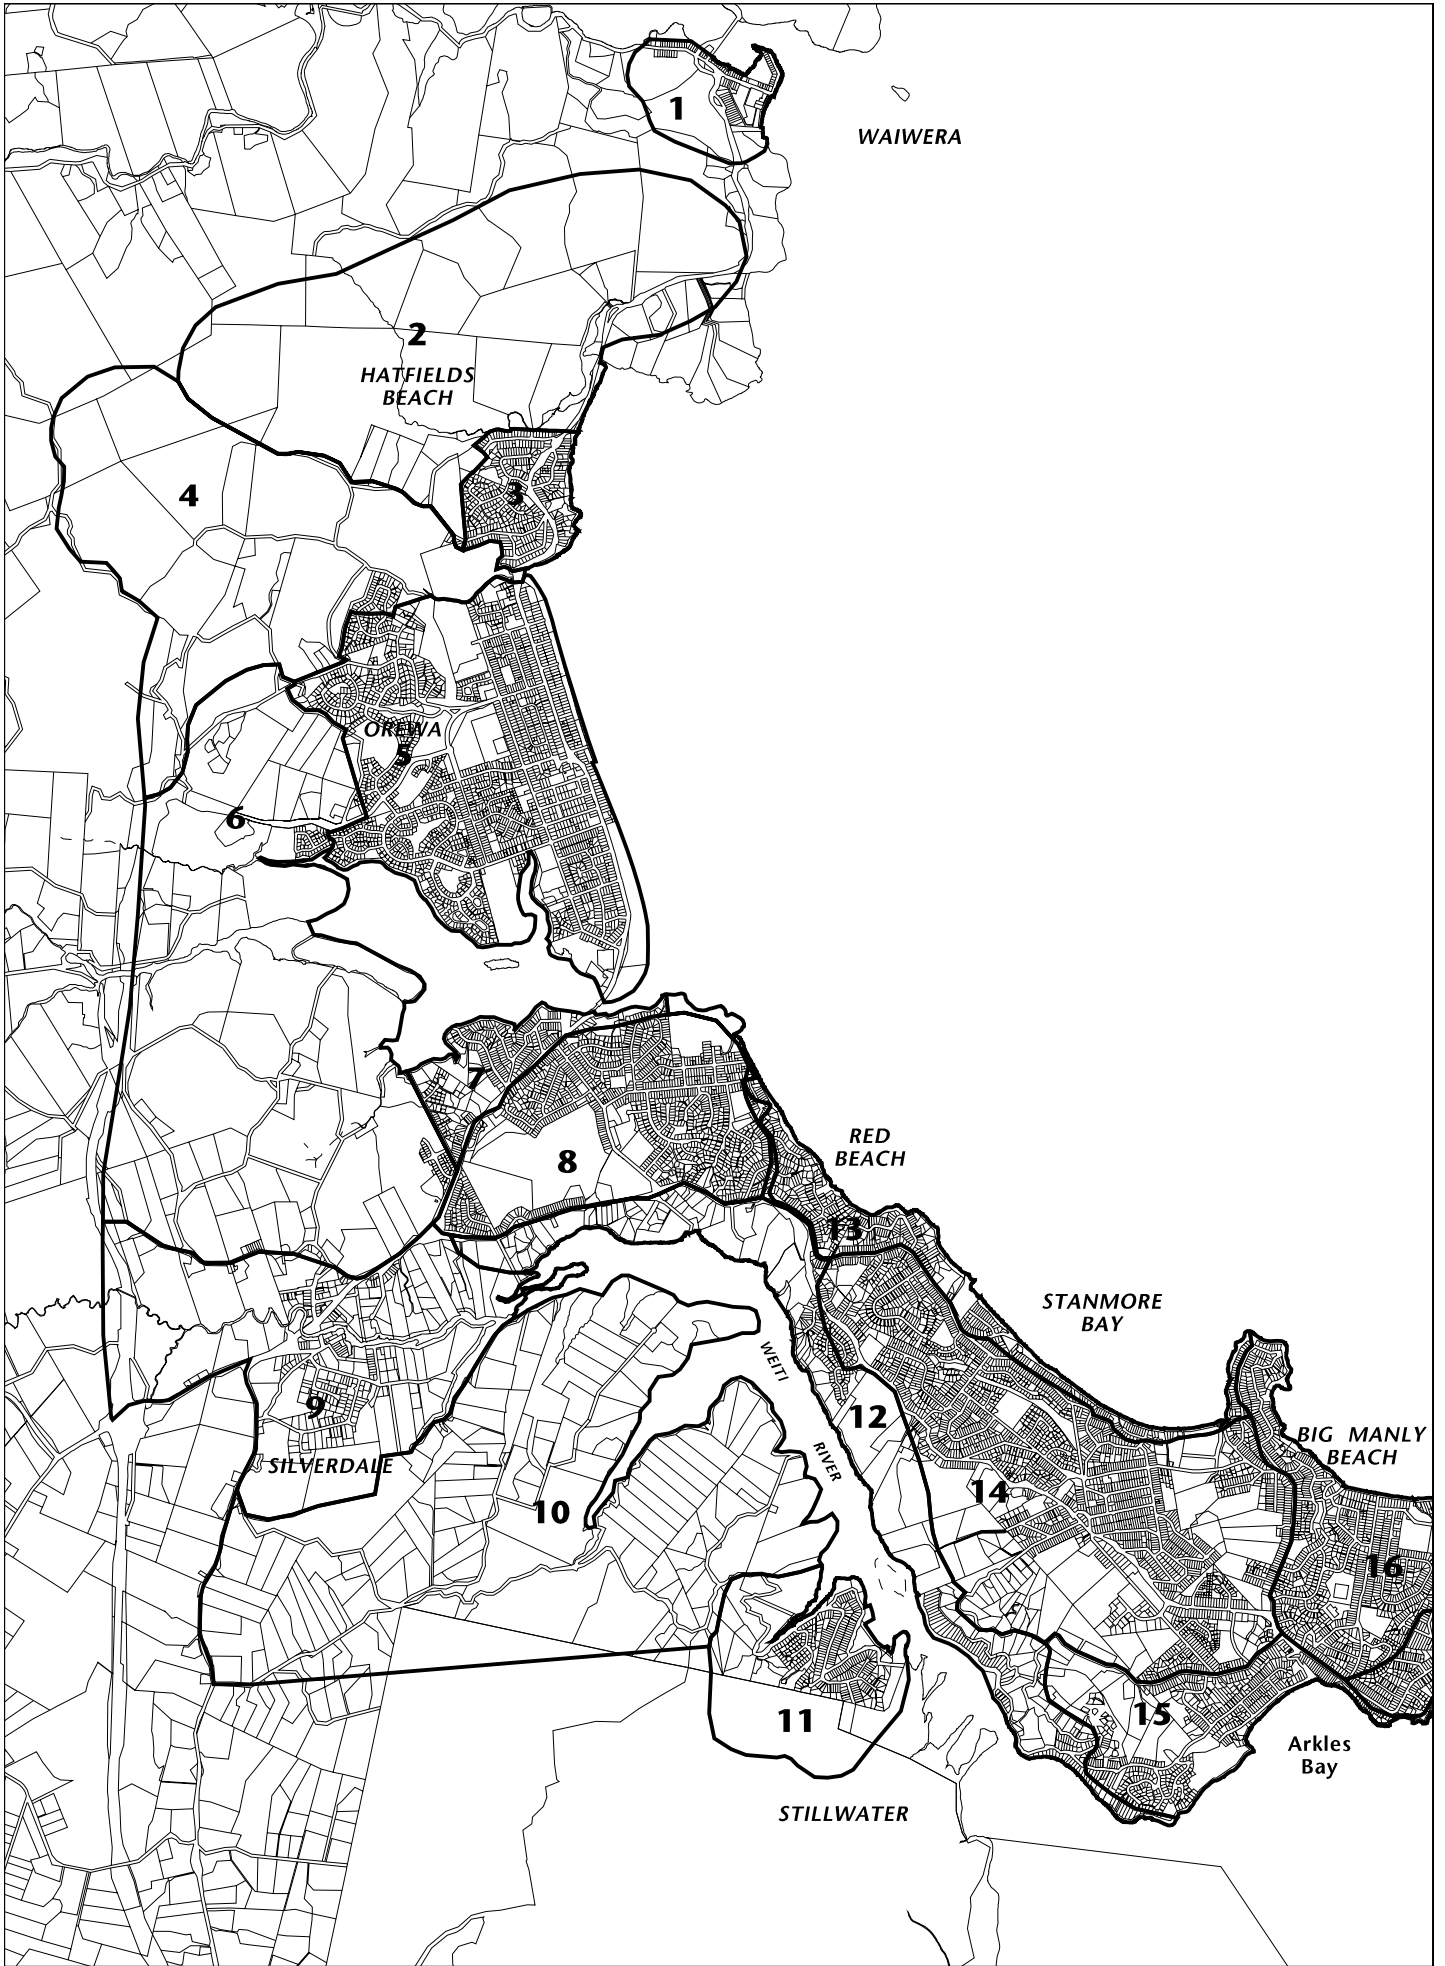 1
WAIWERA
2
HATFIELDS
BEACH
4
3
OREWA
5
6
7
RED
BEACH
8
13
STANMORE
BAY
WEITI
RIVER
9
12
BIG MANLY
BEACH
SILVERDALE
14
10
16
11
15
Arkles
Bay
STILLWATER